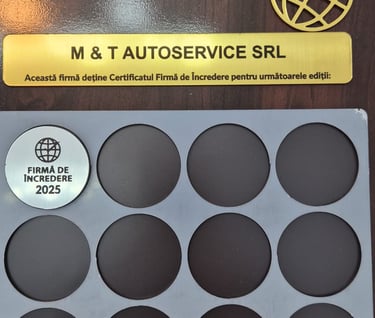 M & T AUTOSERVICE SRL
Această firmă deține Certificatul Firmă de Încredere pentru următoarele ediții:
FIRMĂ DE
ÎNCREDERE
2025